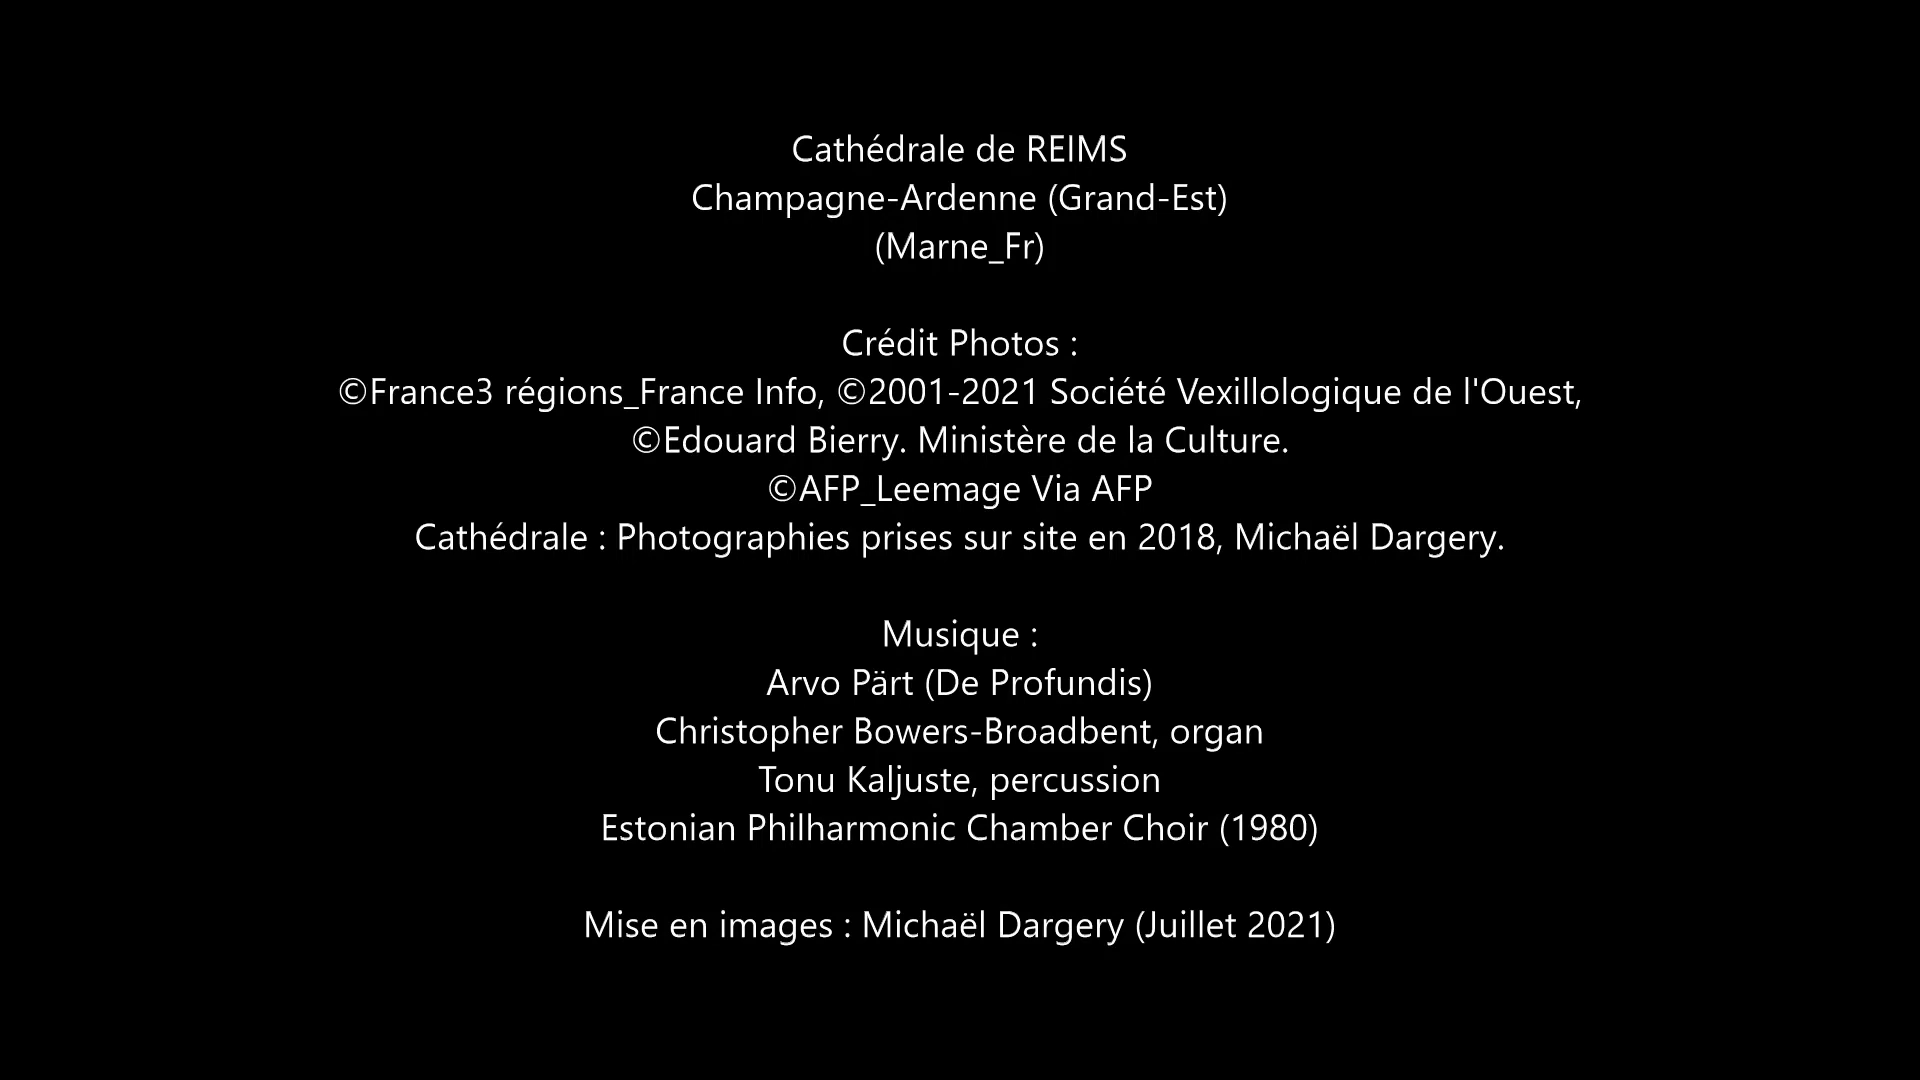 Cathédrale de REIMS
Champagne-Ardenne (Grand-Est)
(Marne_Fr)
Crédit Photos :
©France3 régions_France Info, ©2001-2021 Société Vexillologique de l'Ouest,
©Edouard Bierry. Ministère de la Culture.
©AFP_Leemage Via AFP
Cathédrale : Photographies prises sur site en 2018, Michaël Dargery.
Musique :
Arvo Pärt (De Profundis)
Christopher Bowers-Broadbent, organ
Tonu Kaljuste, percussion
Estonian Philharmonic Chamber Choir (1980)
Mise en images : Michaël Dargery (Juillet 2021)